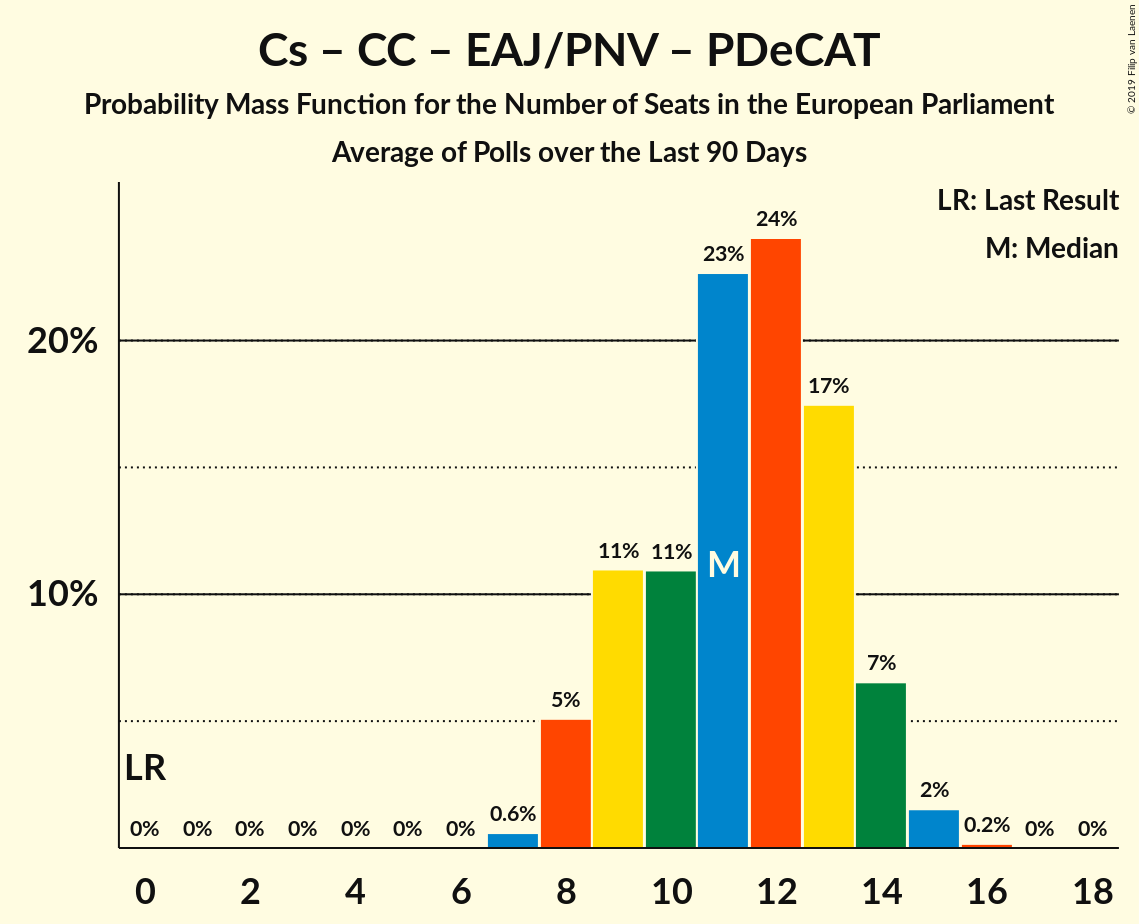 Cs – CC – EAJ/PNV – PDeCAT
Probability Mass Function for the Number of Seats in the European Parliament
Average of Polls over the Last 90 Days
© 2019 Filip van Laenen
LR: Last Result
M: Median
24%
23%
20%
17%
11% 11%
M
10%
7%
5%
LR
2%
0% 0% 0% 0% 0% 0% 0% 0.6% 0.2% 0% 0%
0 2 4 6 8 10 12 14 16 18